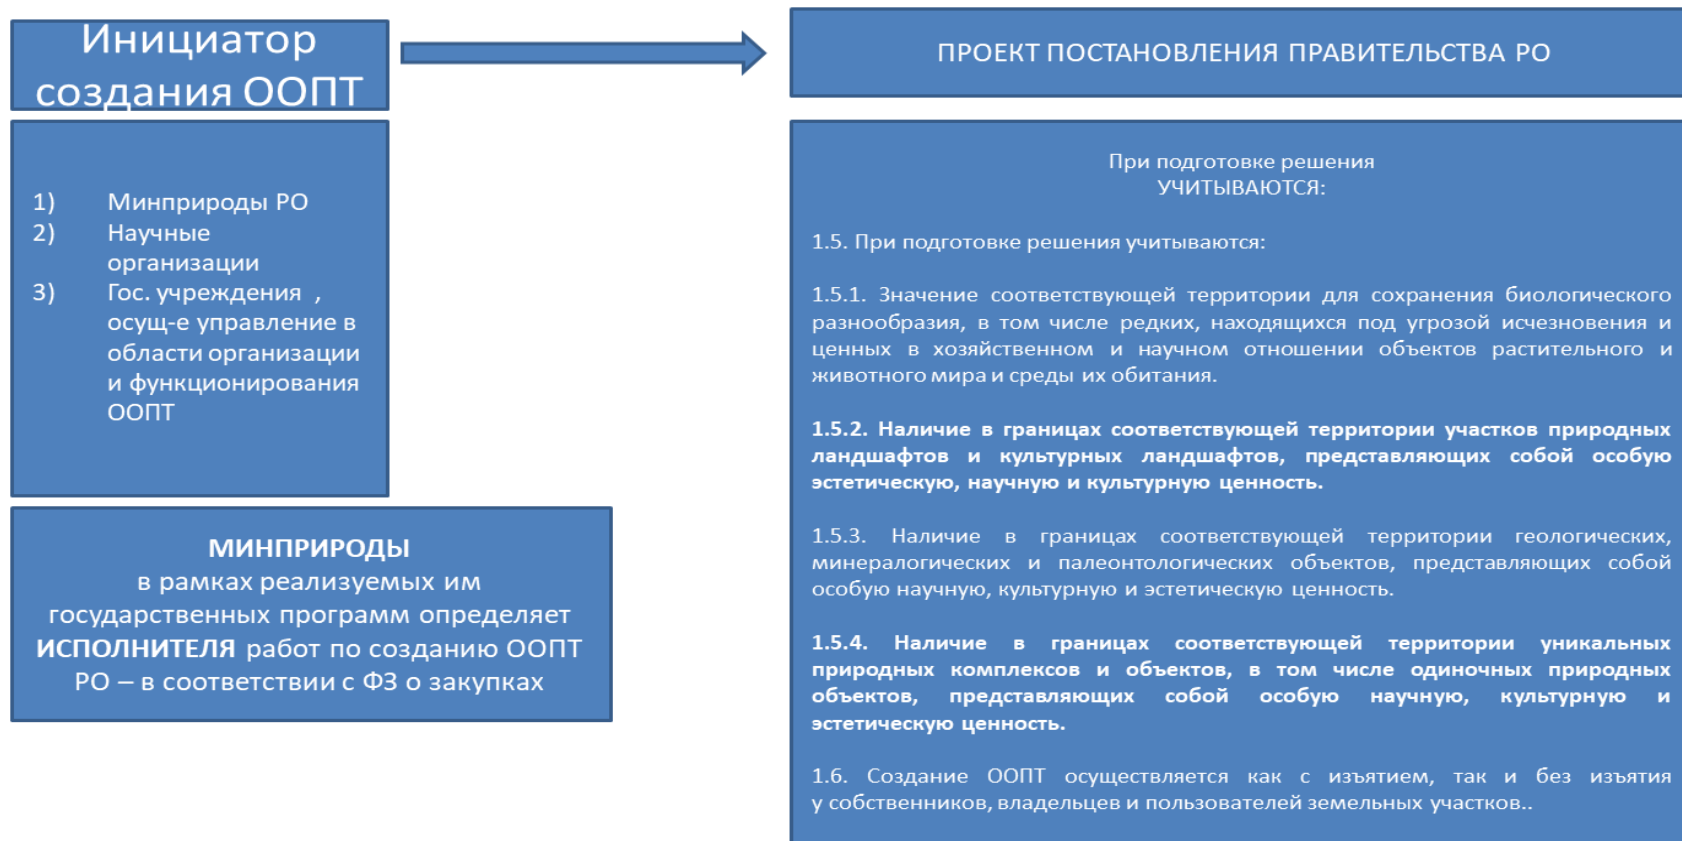 Инициатор
создания ООПТ
ПРОЕКТ ПОСТАНОВЛЕНИЯ ПРАВИТЕЛЬСТВА РО
1) Минприроды РО
2) Научные
организации
3) Гос. учреждения ,
осущ-е управление в
области организации
и функционирования
ООПТ
МИНПРИРОДЫ
в рамках реализуемых им
государственных программ определяет
ИСПОЛНИТЕЛЯ работ по созданию ООПТ
РО – в соответствии с ФЗ о закупках
При подготовке решения
УЧИТЫВАЮТСЯ:
1.5. При подготовке решения учитываются:
1.5.1. Значение соответствующей территории для сохранения биологического
разнообразия, в том числе редких, находящихся под угрозой исчезновения и
ценных в хозяйственном и научном отношении объектов растительного и
животного мира и среды их обитания.
1.5.2. Наличие в границах соответствующей территории участков природных
ландшафтов и культурных ландшафтов, представляющих собой особую
эстетическую, научную и культурную ценность.
1.5.3. Наличие в границах соответствующей территории геологических,
минералогических и палеонтологических объектов, представляющих собой
особую научную, культурную и эстетическую ценность.
1.5.4. Наличие в границах соответствующей территории уникальных
природных комплексов и объектов, в том числе одиночных природных
объектов, представляющих собой особую научную, культурную и
эстетическую ценность.
1.6. Создание ООПТ осуществляется как с изъятием, так и без изъятия
у собственников, владельцев и пользователей земельных участков..